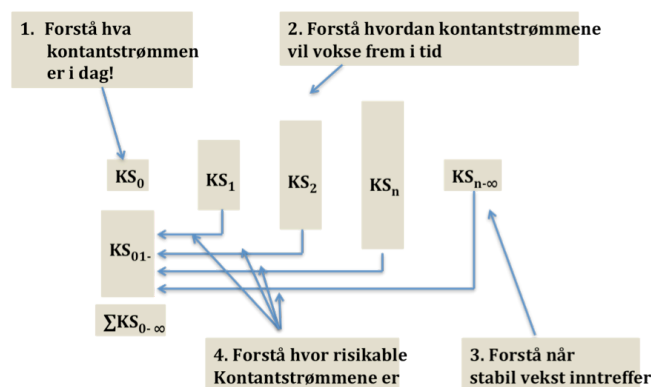 1. Forstå hva
kontantstrømmen
er i dag!
2. Forstå hvordan kontantstrømmene
vil vokse frem i tid
KS₀
KS₁
KS₂
KSₙ
KSₙ₋∞
KS₀₁₋
∑KS₀₋ ∞
4. Forstå hvor risikable
Kontantstrømmene er
3. Forstå når
stabil vekst inntreffer